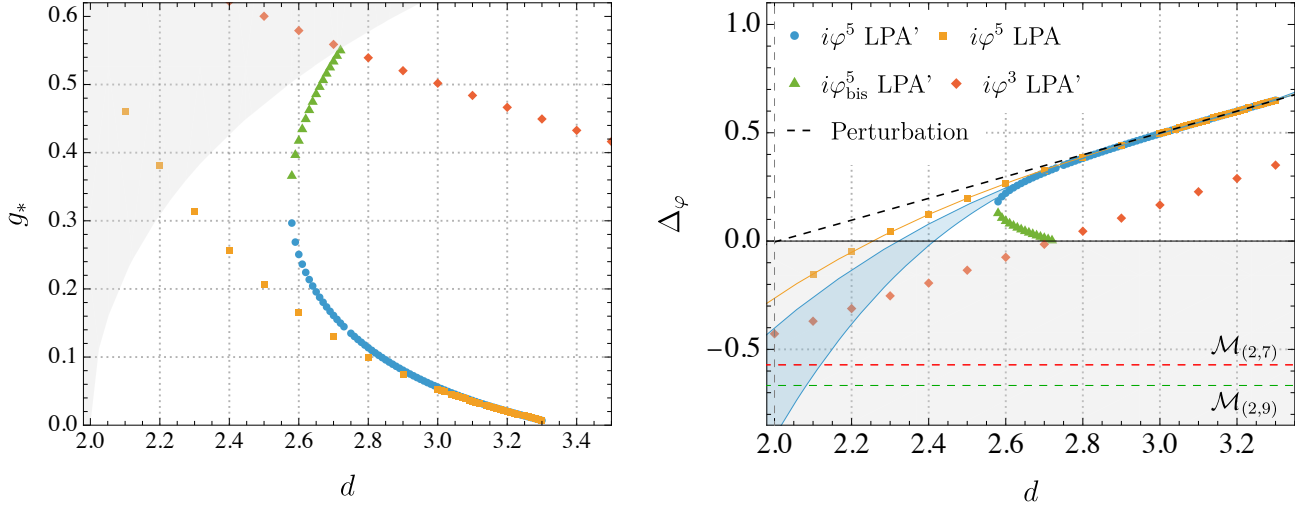 0.6
0.5
0.4
0.3
0.2
0.1
0.0
g*
2.0 2.2 2.4 2.6 2.8 3.0 3.2 3.4
d
1.0
0.5
0.0
−0.5
Δφ
iφ⁵ LPA' iφ⁵ LPA
iφ⁵bis LPA' iφ³ LPA'
Perturbation
M(2,7)
M(2,9)
2.0 2.2 2.4 2.6 2.8 3.0 3.2
d